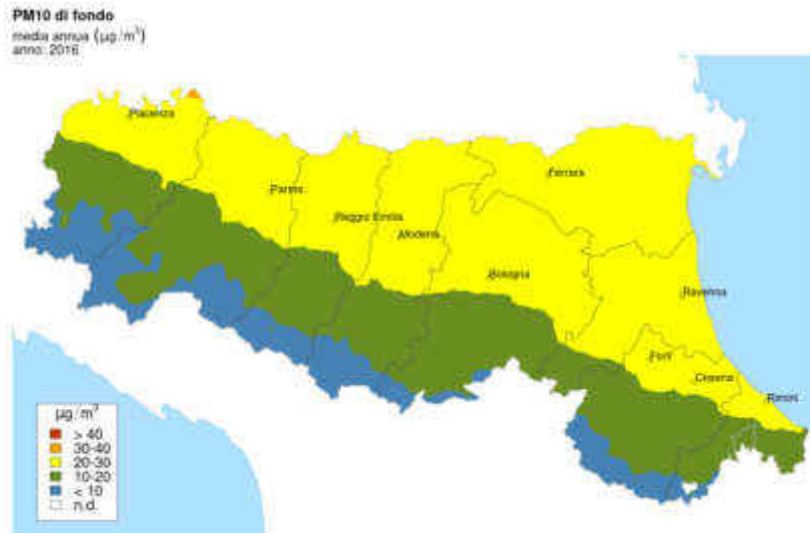 PM10 di fondo
media annua (µg/m³)
anno: 2016
Piacenza
Parma
Reggio Emilia
Modena
Ferrara
Bologna
Ravenna
Forlì
Cesena
Rimini
µg/m³
> 40
30-40
20-30
10-20
< 10
n.d.